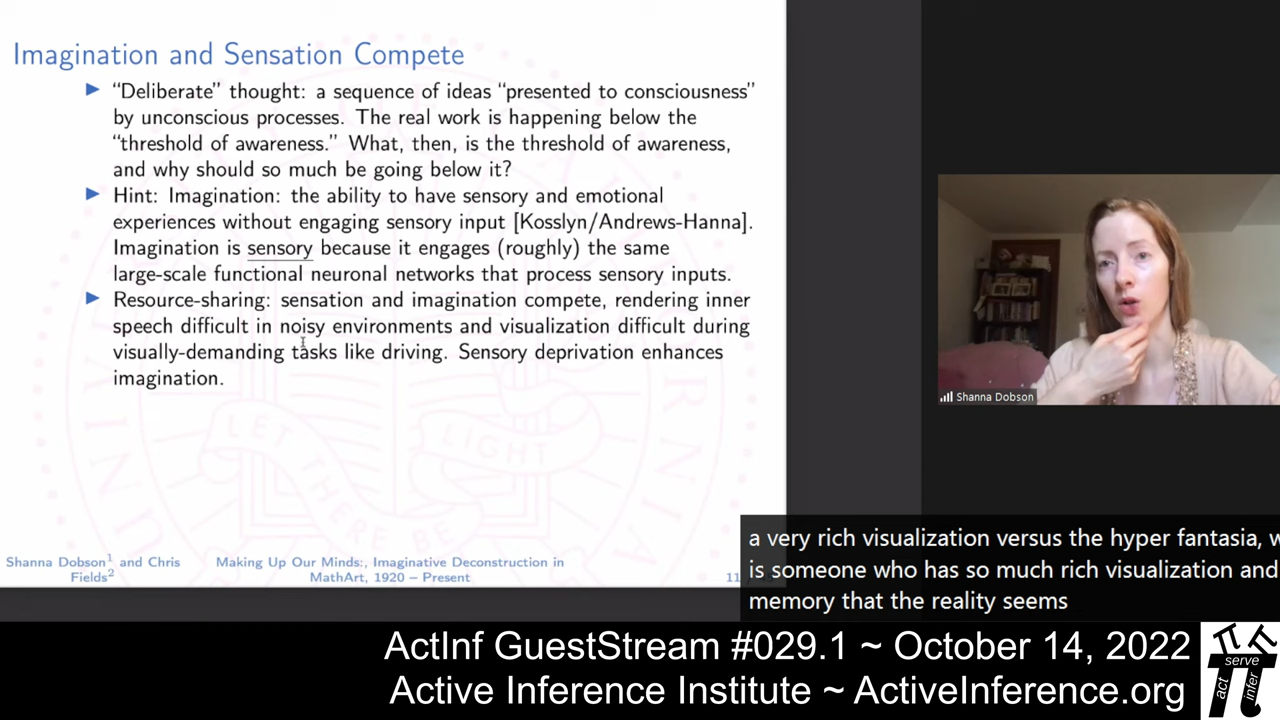 Imagination and Sensation Compete
“Deliberate” thought: a sequence of ideas “presented to consciousness”
by unconscious processes. The real work is happening below the
“threshold of awareness.” What, then, is the threshold of awareness,
and why should so much be going below it?
Hint: Imagination: the ability to have sensory and emotional
experiences without engaging sensory input [Kosslyn/Andrews-Hanna].
Imagination is sensory because it engages (roughly) the same
large-scale functional neuronal networks that process sensory inputs.
Resource-sharing: sensation and imagination compete, rendering inner
speech difficult in noisy environments and visualization difficult during
visually-demanding tasks like driving. Sensory deprivation enhances
imagination.
LET THERE BE LIGHT
Shanna Dobson1 and Chris
Fields2
Making Up Our Minds:, Imaginative Deconstruction in
MathArt, 1920 – Present
11
Shanna Dobson
a very rich visualization versus the hyper fantasia, w
is someone who has so much rich visualization and
memory that the reality seems
ActInf GuestStream #029.1 ~ October 14, 2022
Active Inference Institute ~ ActiveInference.org
serve
act
infer